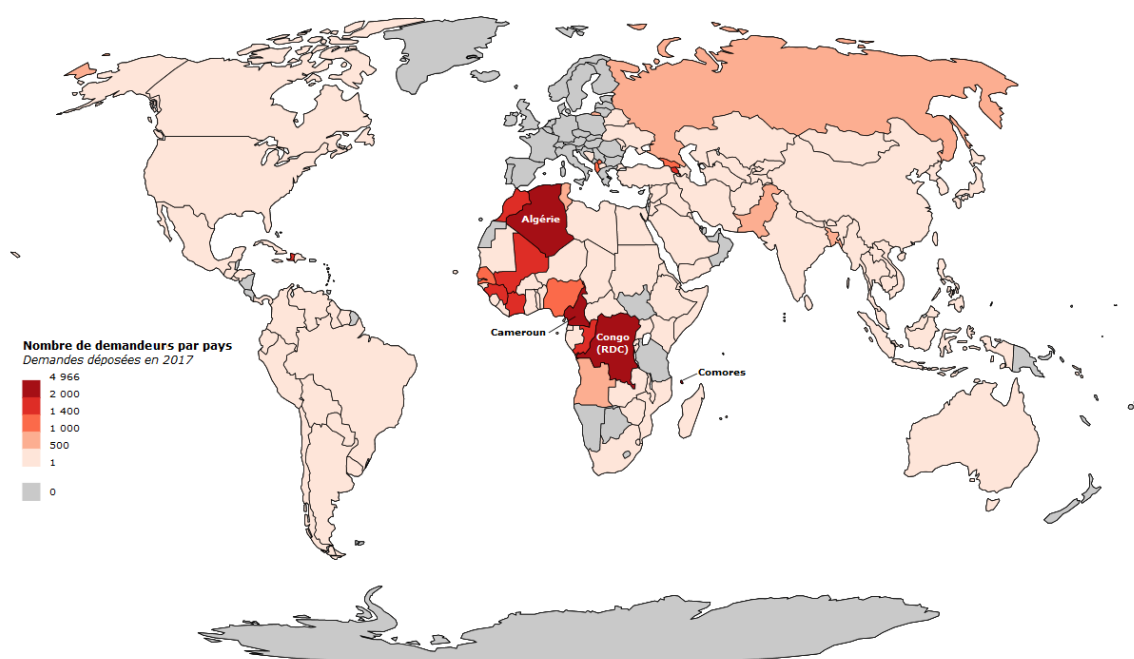 Algérie
Cameroun
Congo
(RDC)
Comores
Nombre de demandeurs par pays
Demandes déposées en 2017
4 966
2 000
1 400
1 000
500
1
0